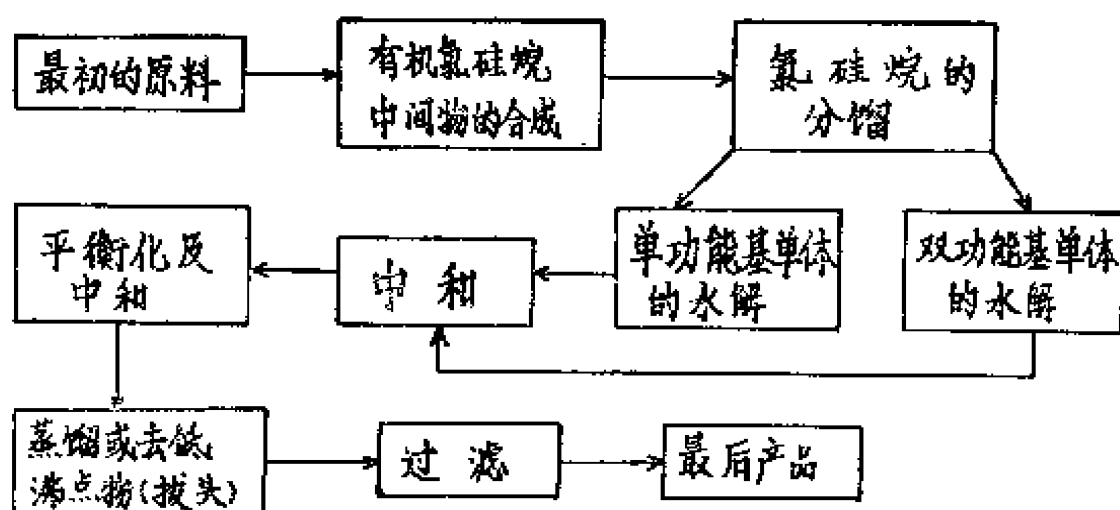 最初的原料
有机氯硅烷
中间物的合成
氯硅烷的
分馏
单功能基单体
的水解
双功能基单体
的水解
中和
平衡化及
中和
蒸馏或去低
沸点物(拔头)
过滤
最后产品